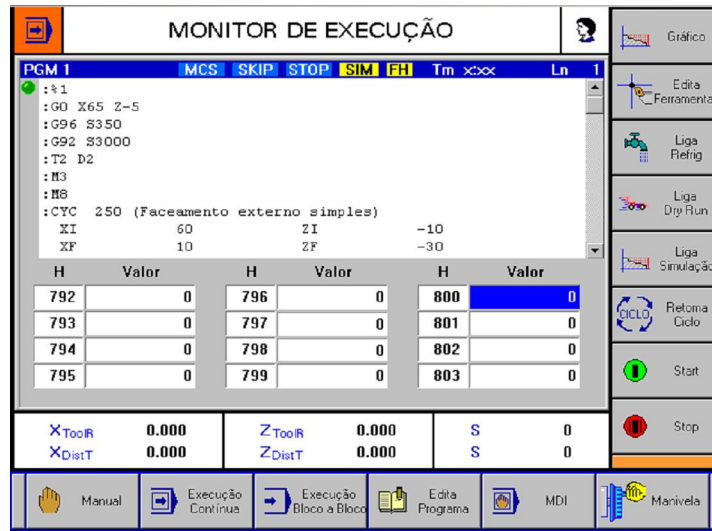 MONITOR DE EXECUÇÃO
PGM 1 MCS SKIP STOP SIM FH Tm x:xx Ln 1
:%1
:G0 X65 Z-5
:G96 S350
:G92 S3000
:T2 D2
:M3
:M8
:CYC 250 (Faceamento externo simples)
XI 60 ZI -10
XF 10 ZF -30
H Valor H Valor H Valor
792 0 796 0 800 0
793 0 797 0 801 0
794 0 798 0 802 0
795 0 799 0 803 0
XToolR 0.000 ZToolR 0.000 S 0
XDistT 0.000 ZDistT 0.000 S 0
Gráfico
Edita
Ferramenta
Liga
Refrig
Liga
Dry Run
Liga
Simulação
CICLO
Retoma
Ciclo
Start
Stop
Manual
Execução
Contínua
Execução
Bloco a Bloco
Edita
Programa
MDI
Manivela